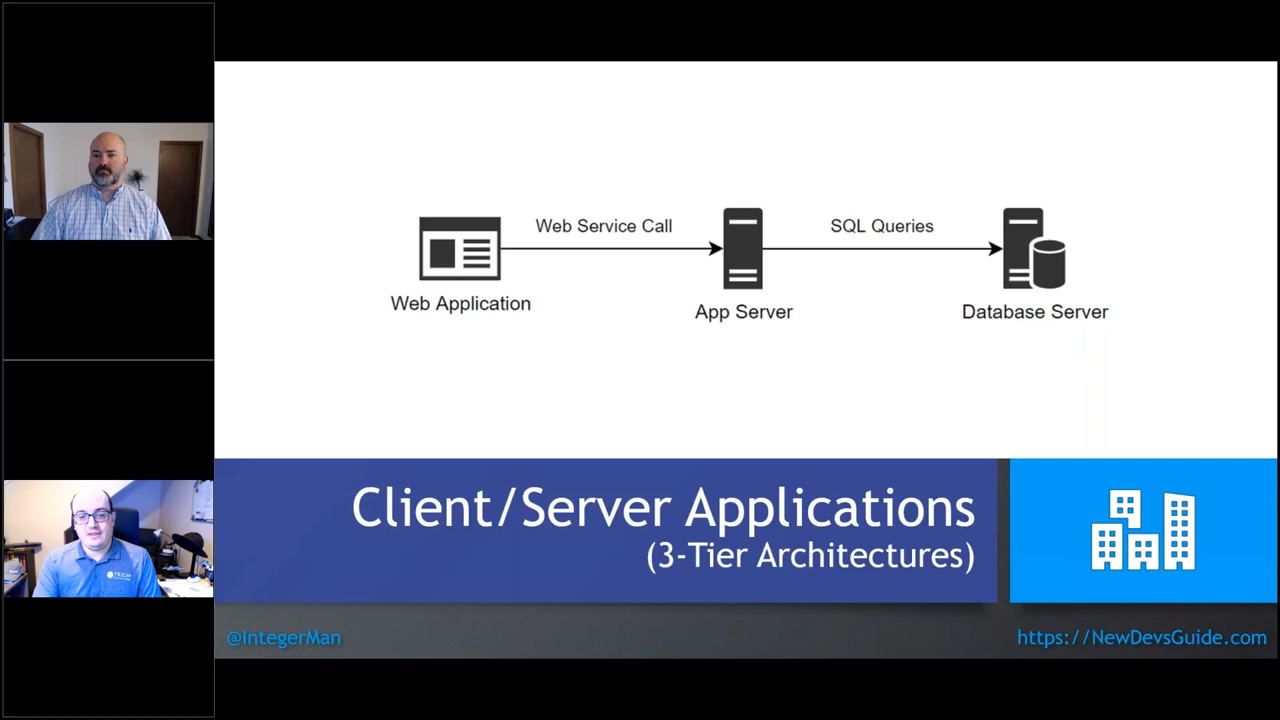 Web Service Call
SQL Queries
Web Application
App Server
Database Server
Client/Server Applications
(3-Tier Architectures)
@IntegerMan
https://NewDevsGuide.com
TECH